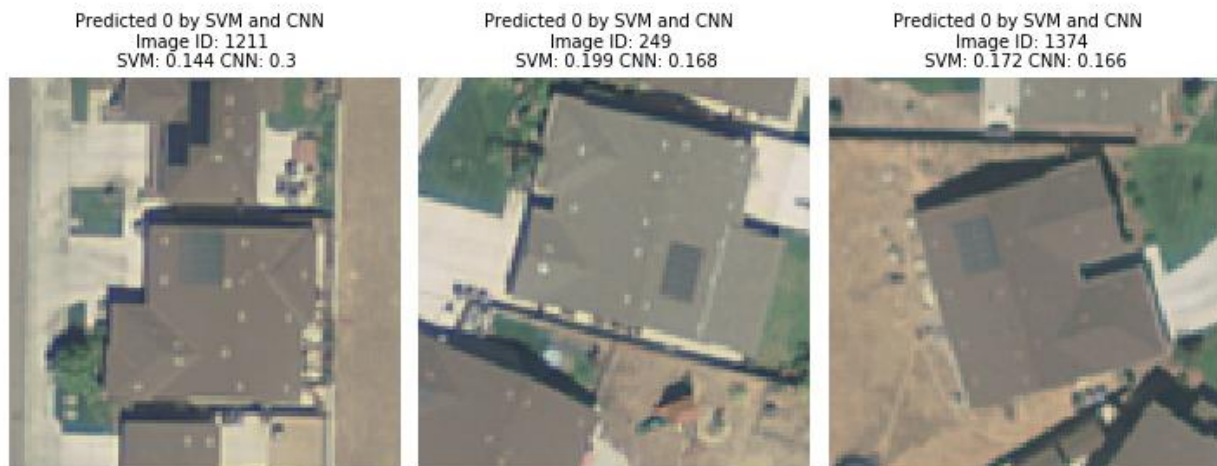 Predicted 0 by SVM and CNN
Image ID: 1211
SVM: 0.144 CNN: 0.3
Predicted 0 by SVM and CNN
Image ID: 249
SVM: 0.199 CNN: 0.168
Predicted 0 by SVM and CNN
Image ID: 1374
SVM: 0.172 CNN: 0.166